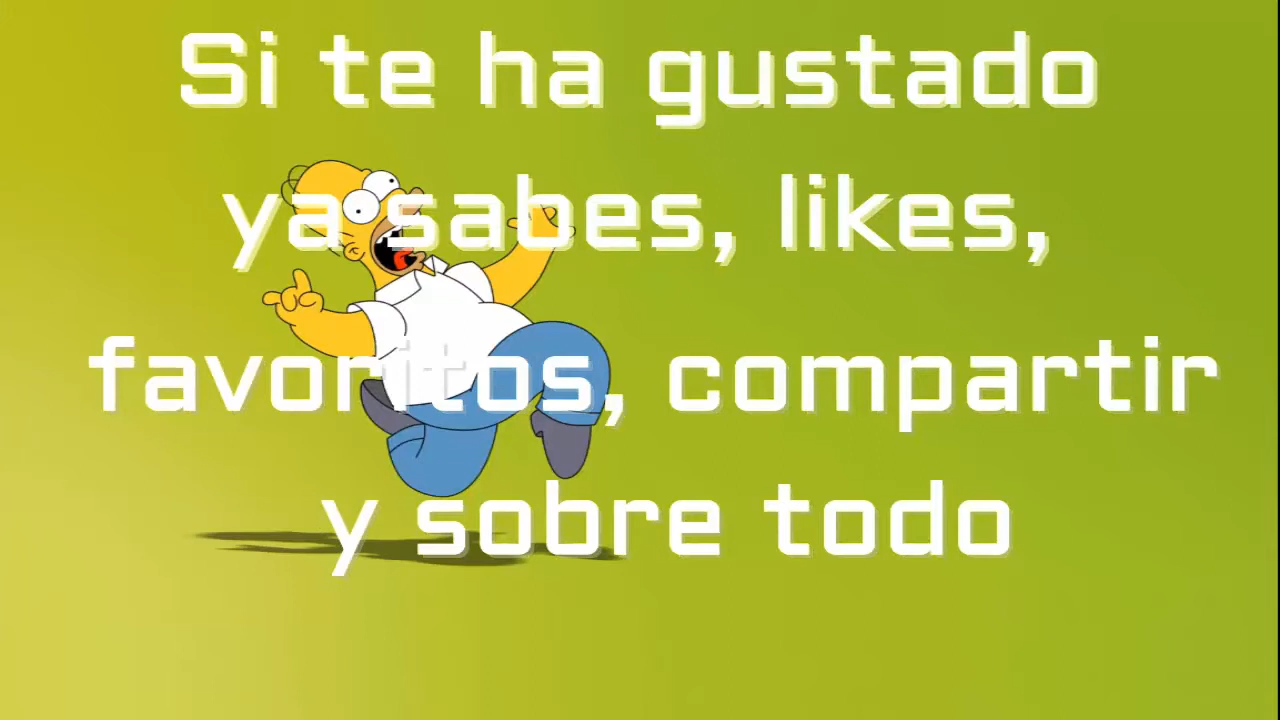 Si te ha gustado
ya sabes, likes,
favoritos, compartir
y sobre todo